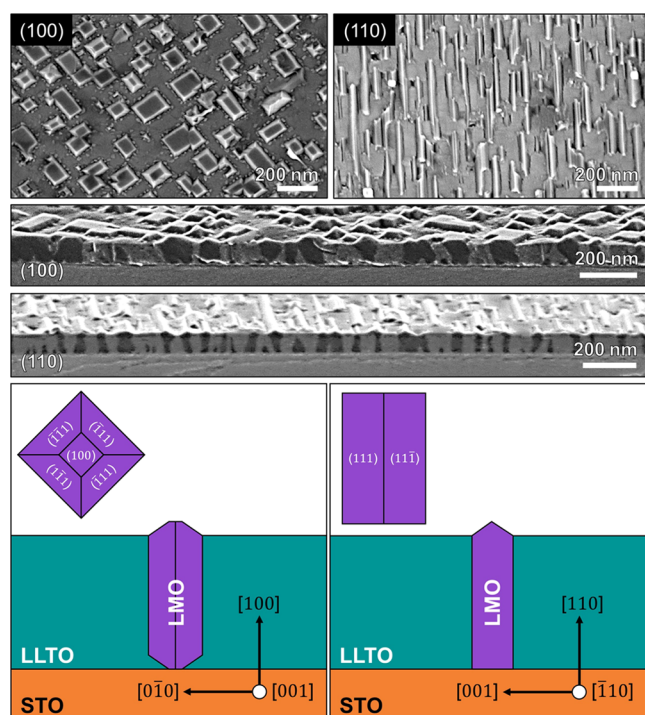 (100)
(110)
200 nm
200 nm
(100)
200 nm
(110)
200 nm
(1̄1̄1)
(1̄11)
(100)
(11̄1)
(1̄11)
(111)
(111̄)
LMO
LMO
[100]
[110]
LLTO
LLTO
[01̄0]
[001]
[001]
[1̄10]
STO
STO